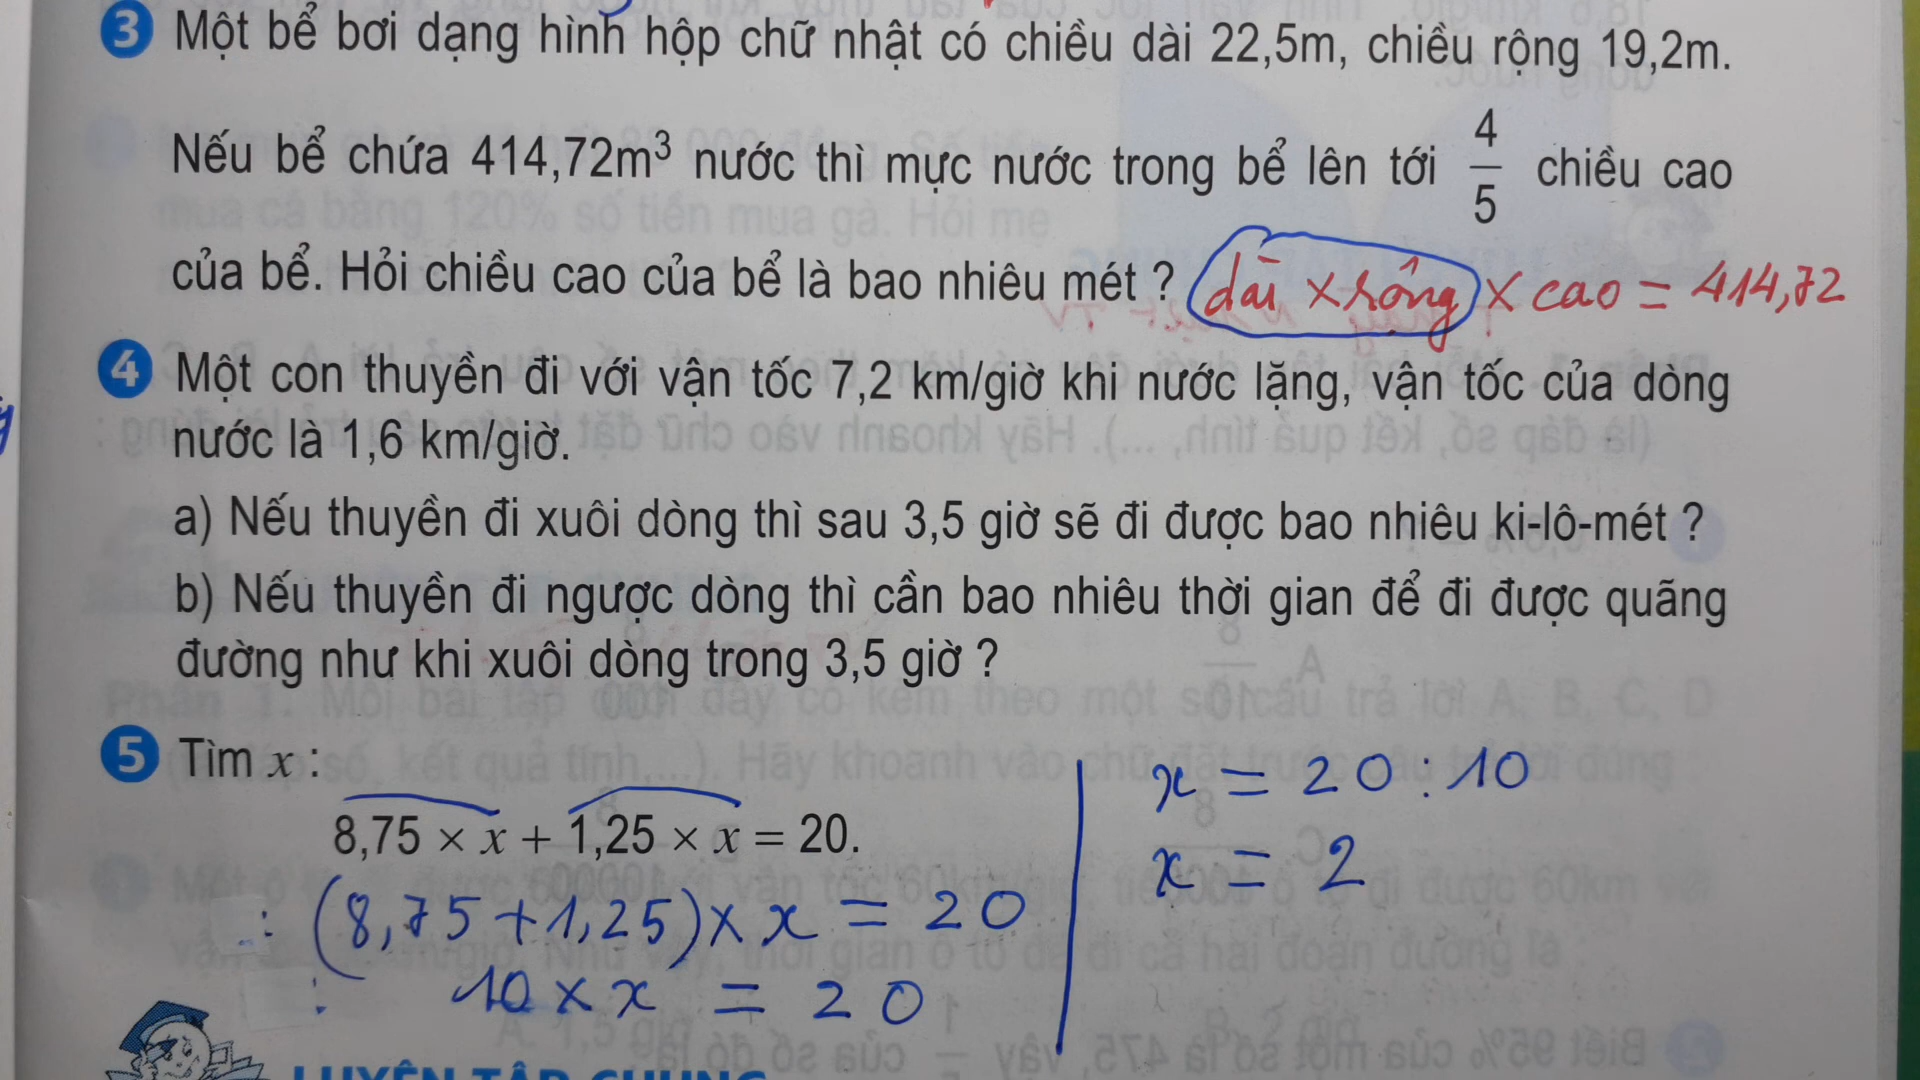 3 Một bể bơi dạng hình hộp chữ nhật có chiều dài 22,5m, chiều rộng 19,2m.
Nếu bể chứa 414,72m³ nước thì mực nước trong bể lên tới 4/5 chiều cao
của bể. Hỏi chiều cao của bể là bao nhiêu mét ? dài × rộng × cao = 414,72
4 Một con thuyền đi với vận tốc 7,2 km/giờ khi nước lặng, vận tốc của dòng
nước là 1,6 km/giờ.
a) Nếu thuyền đi xuôi dòng thì sau 3,5 giờ sẽ đi được bao nhiêu ki-lô-mét ?
b) Nếu thuyền đi ngược dòng thì cần bao nhiêu thời gian để đi được quãng
đường như khi xuôi dòng trong 3,5 giờ ?
5 Tìm x :
8,75 × x + 1,25 × x = 20.
(8,75 + 1,25) × x = 20
10 × x = 20
x = 20 : 10
x = 2
LUYỆN TẬP CHUNG